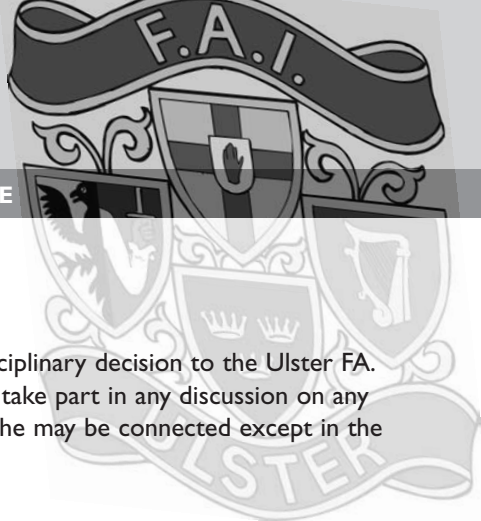 F.A.I.
E
ciplinary decision to the Ulster FA.
take part in any discussion on any
he may be connected except in the
ULSTER